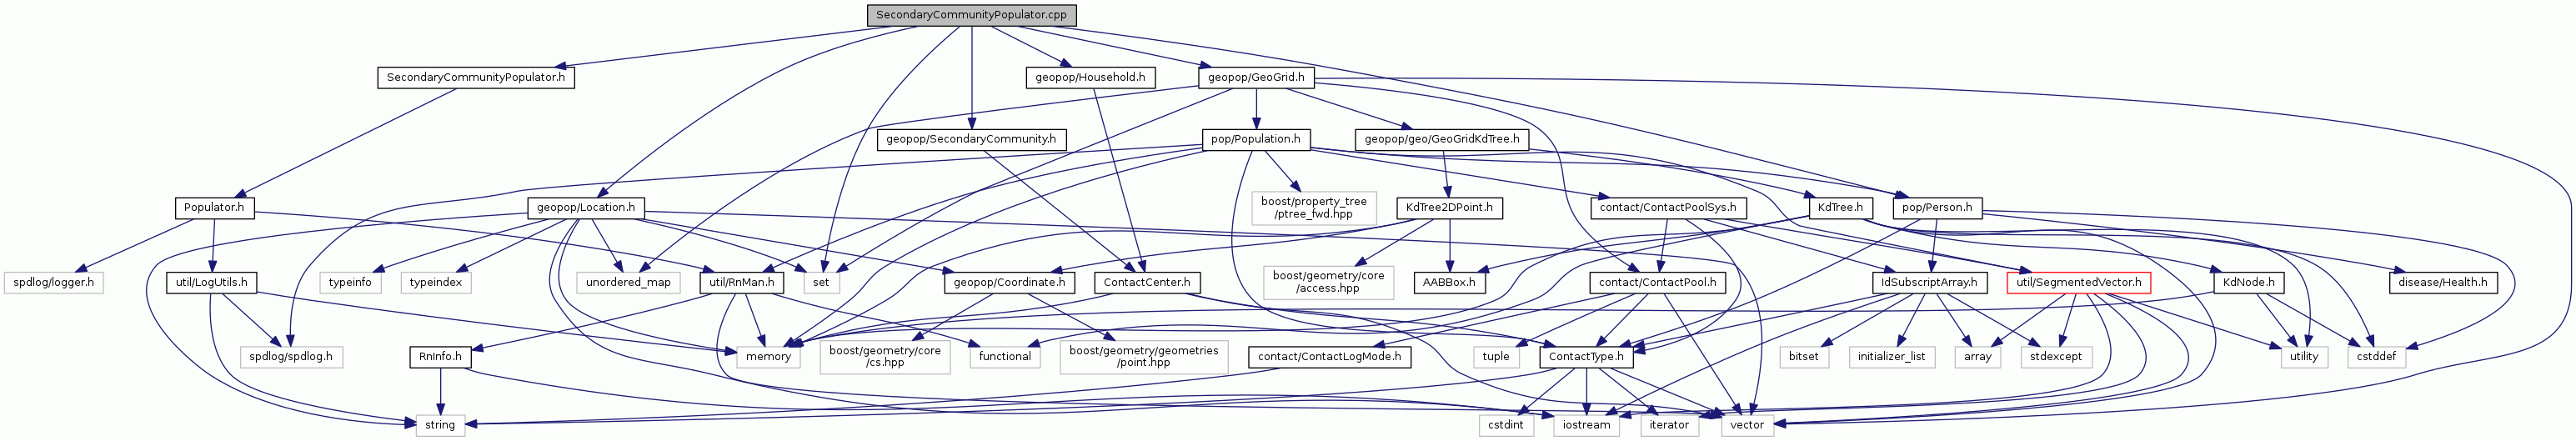 SecondaryCommunityPopulator.cpp
SecondaryCommunityPopulator.h
geopop/Household.h
geopop/GeoGrid.h
geopop/SecondaryCommunity.h
pop/Population.h
geopop/geo/GeoGridKdTree.h
Populator.h
geopop/Location.h
boost/property_tree
/ptree_fwd.hpp
KdTree2DPoint.h
contact/ContactPoolSys.h
KdTree.h
pop/Person.h
spdlog/logger.h
util/LogUtils.h
typeinfo
typeindex
unordered_map
util/RnMan.h
set
geopop/Coordinate.h
ContactCenter.h
boost/geometry/core
/access.hpp
AABBox.h
contact/ContactPool.h
IdSubscriptArray.h
util/SegmentedVector.h
KdNode.h
disease/Health.h
spdlog/spdlog.h
RnInfo.h
memory
boost/geometry/core
/cs.hpp
functional
boost/geometry/geometries
/point.hpp
contact/ContactLogMode.h
tuple
ContactType.h
bitset
initializer_list
array
stdexcept
utility
cstddef
string
cstdint
iostream
iterator
vector